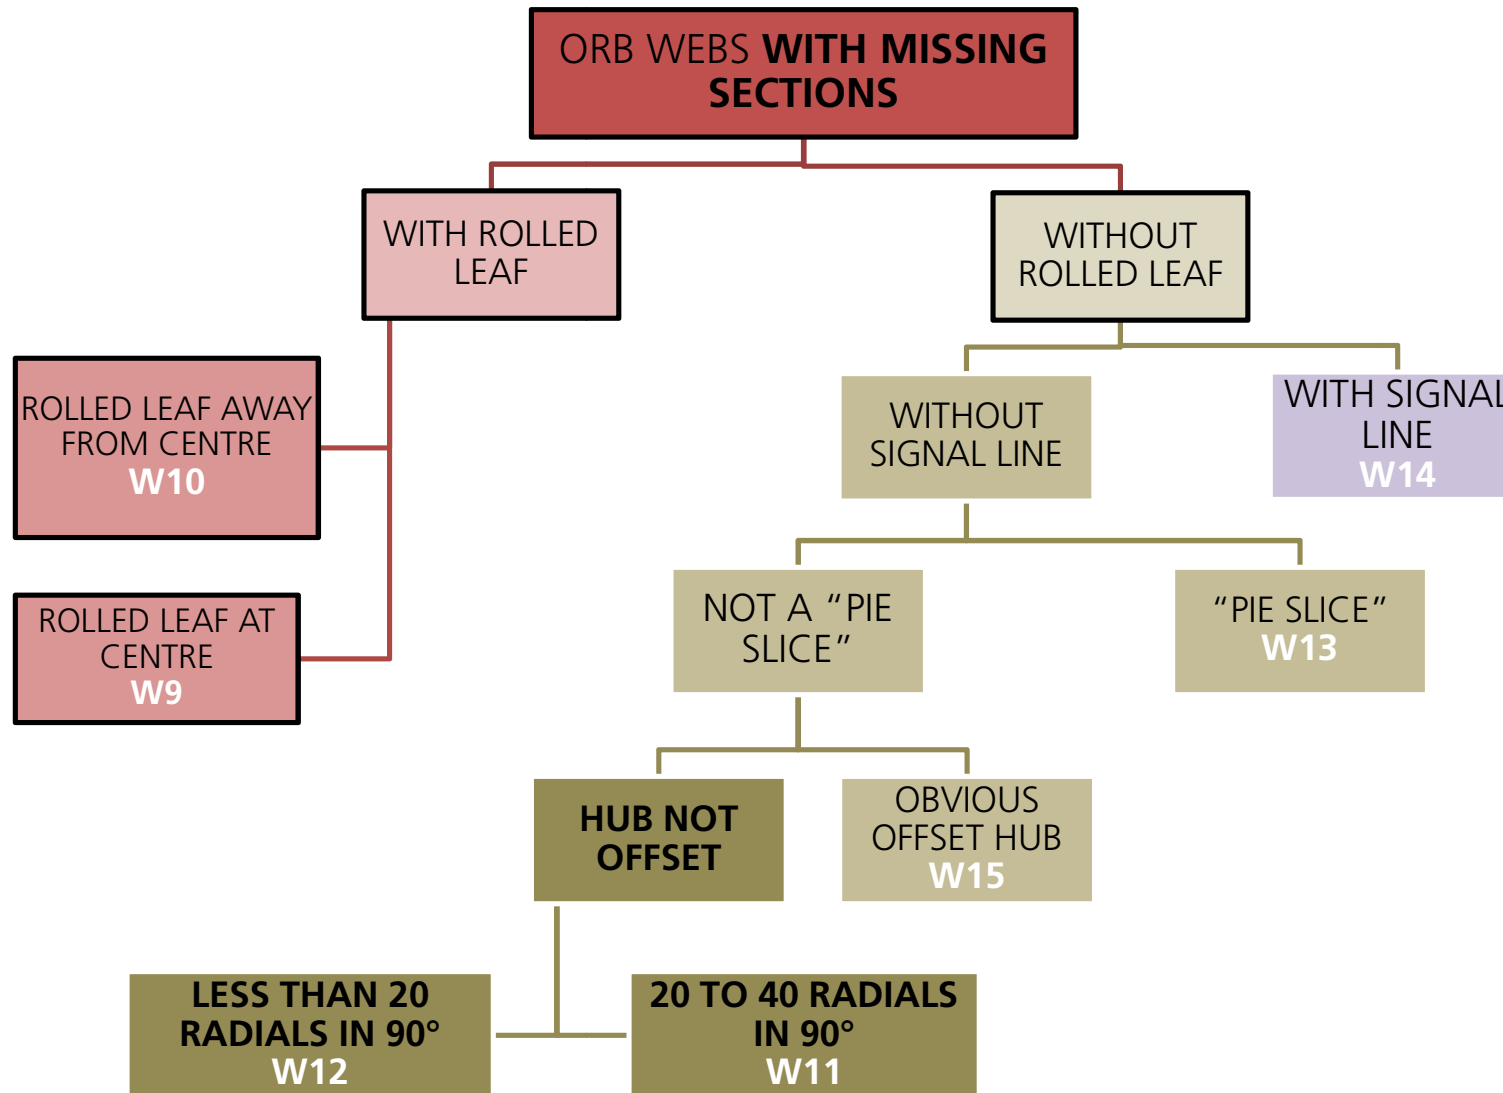 ORB WEBS WITH MISSING
SECTIONS
WITH ROLLED
LEAF
WITHOUT
ROLLED LEAF
ROLLED LEAF AWAY
FROM CENTRE
W10
WITHOUT
SIGNAL LINE
WITH SIGNAL
LINE
W14
ROLLED LEAF AT
CENTRE
W9
NOT A “PIE
SLICE”
“PIE SLICE”
W13
HUB NOT
OFFSET
OBVIOUS
OFFSET HUB
W15
LESS THAN 20
RADIALS IN 90°
W12
20 TO 40 RADIALS
IN 90°
W11